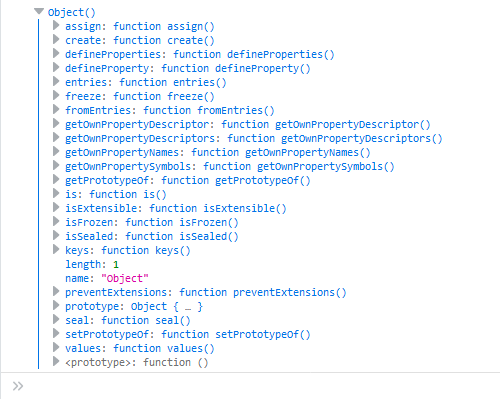 Object()
assign: function assign()
create: function create()
defineProperties: function defineProperties()
defineProperty: function defineProperty()
entries: function entries()
freeze: function freeze()
fromEntries: function fromEntries()
getOwnPropertyDescriptor: function getOwnPropertyDescriptor()
getOwnPropertyDescriptors: function getOwnPropertyDescriptors()
getOwnPropertyNames: function getOwnPropertyNames()
getOwnPropertySymbols: function getOwnPropertySymbols()
getPrototypeOf: function getPrototypeOf()
is: function is()
isExtensible: function isExtensible()
isFrozen: function isFrozen()
isSealed: function isSealed()
keys: function keys()
length: 1
name: "Object"
preventExtensions: function preventExtensions()
prototype: Object { … }
seal: function seal()
setPrototypeOf: function setPrototypeOf()
values: function values()
<prototype>: function ()